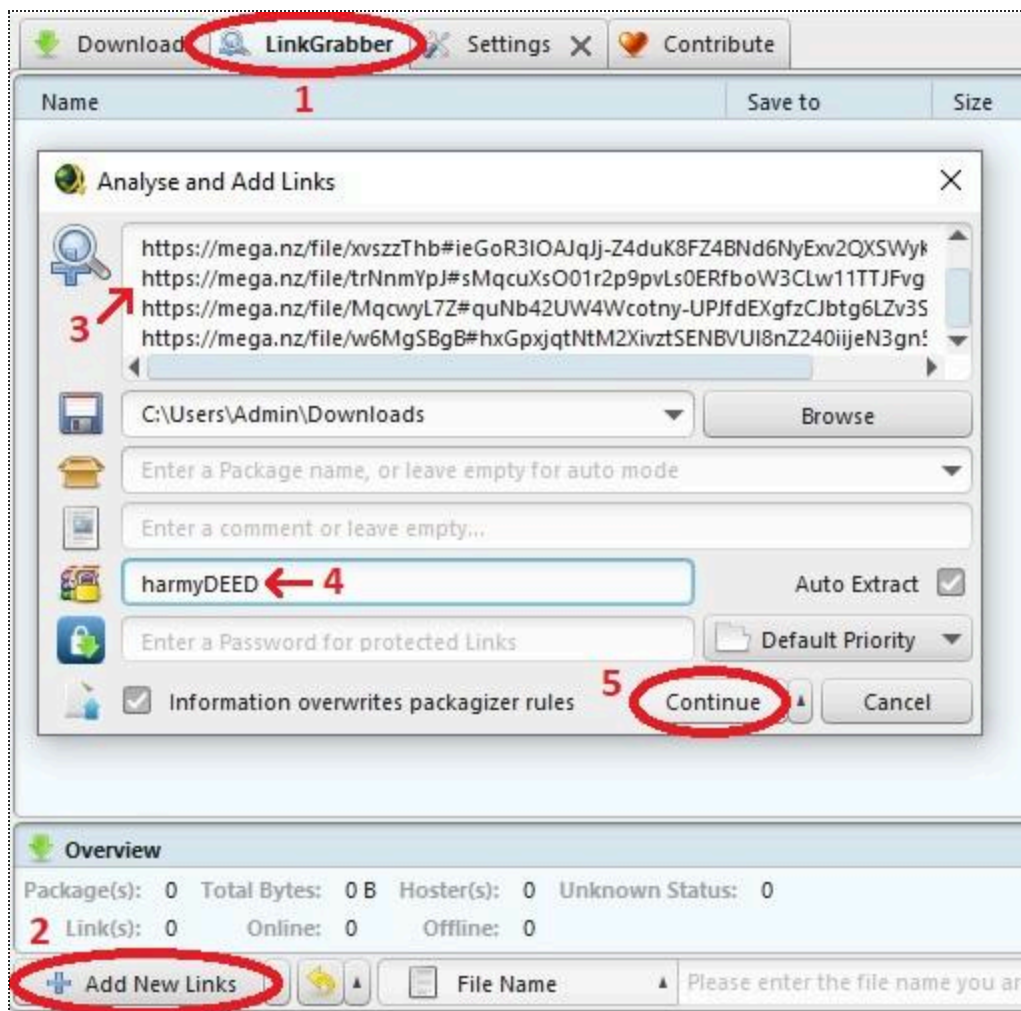 Download LinkGrabber Settings Contribute
1
Name Save to Size
Analyse and Add Links
https://mega.nz/file/xvszzThb#ieGoR3IOAJqJj-Z4duK8FZ4BNd6NyExv2QXSWyk
https://mega.nz/file/trNnmYpJ#sMqcuXsO01r2p9pvLs0ERfboW3CLw11TTJFvg
3
https://mega.nz/file/MqcwyL7Z#quNb42UW4Wcotny-UPJfdEXgfzCJbtg6LZv3S
https://mega.nz/file/w6MgSBgB#hxGpxjqtNtM2XivztSENBVUI8nZ240iijeN3gn5
C:\Users\Admin\Downloads Browse
Enter a Package name, or leave empty for auto mode
Enter a comment or leave empty...
harmyDEED 4 Auto Extract
Enter a Password for protected Links Default Priority
5
Information overwrites packagizer rules Continue Cancel
Overview
Package(s): 0 Total Bytes: 0 B Hoster(s): 0 Unknown Status: 0
2 Link(s): 0 Online: 0 Offline: 0
Add New Links File Name Please enter the file name you ar